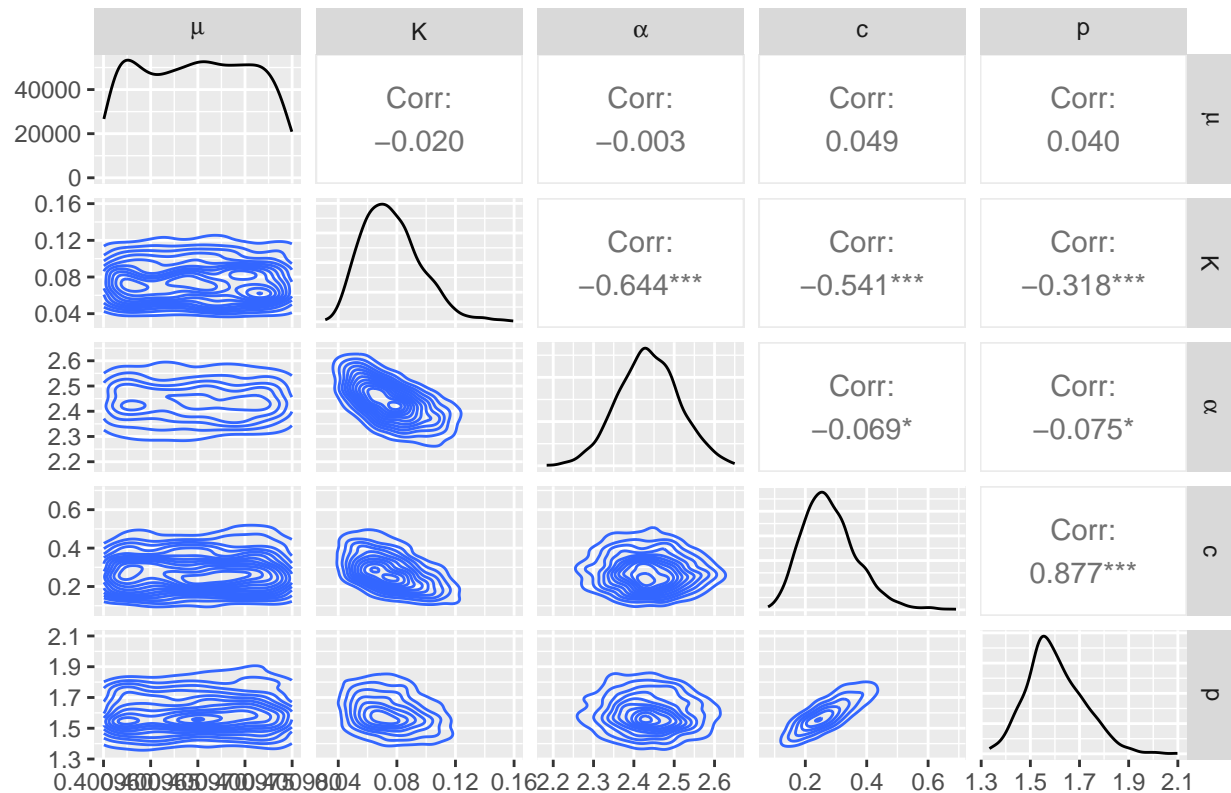 μ K α c p
40000
20000
0
Corr:
−0.020
Corr:
−0.003
Corr:
0.049
Corr:
0.040
μ
0.16
0.12
0.08
0.04
Corr:
−0.644***
Corr:
−0.541***
Corr:
−0.318***
K
2.6
2.5
2.4
2.3
2.2
Corr:
−0.069*
Corr:
−0.075*
α
0.6
0.4
0.2
Corr:
0.877***
c
2.1
1.9
1.7
1.5
1.3
p
0.08 0.12 0.16 2.2 2.3 2.4 2.5 2.6 0.2 0.4 0.6 1.3 1.5 1.7 1.9 2.1